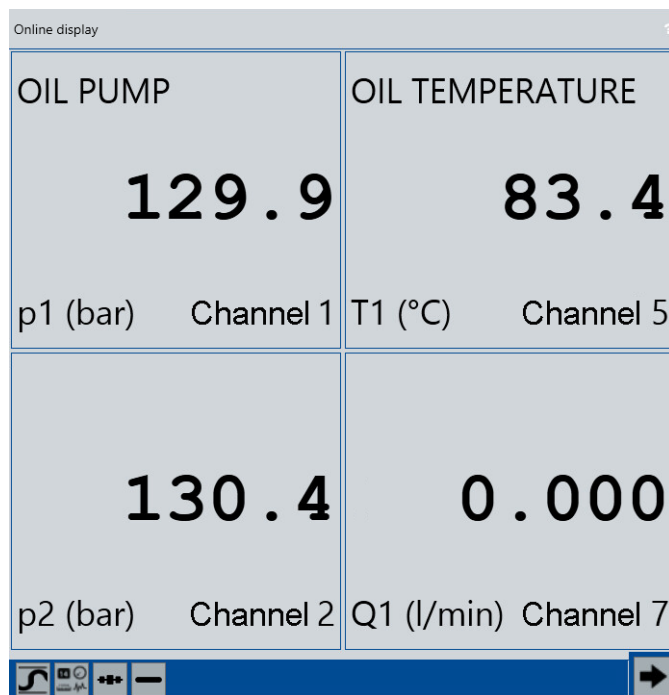 Online display
OIL PUMP
129.9
p1 (bar) Channel 1
OIL TEMPERATURE
83.4
T1 (°C) Channel 5
130.4
p2 (bar) Channel 2
0.000
Q1 (l/min) Channel 7